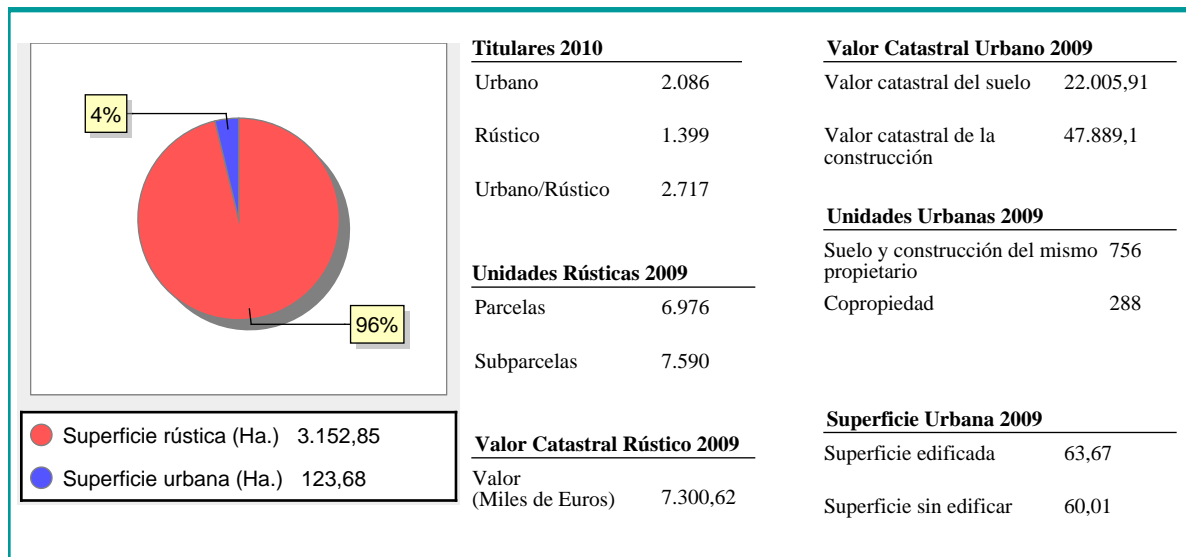 4%
96%
Superficie rústica (Ha.) 3.152,85
Superficie urbana (Ha.) 123,68
Titulares 2010
Urbano 2.086
Rústico 1.399
Urbano/Rústico 2.717
Unidades Rústicas 2009
Parcelas 6.976
Subparcelas 7.590
Valor Catastral Rústico 2009
Valor
(Miles de Euros) 7.300,62
Valor Catastral Urbano 2009
Valor catastral del suelo 22.005,91
Valor catastral de la 47.889,1
construcción
Unidades Urbanas 2009
Suelo y construcción del mismo 756
propietario
Copropiedad 288
Superficie Urbana 2009
Superficie edificada 63,67
Superficie sin edificar 60,01